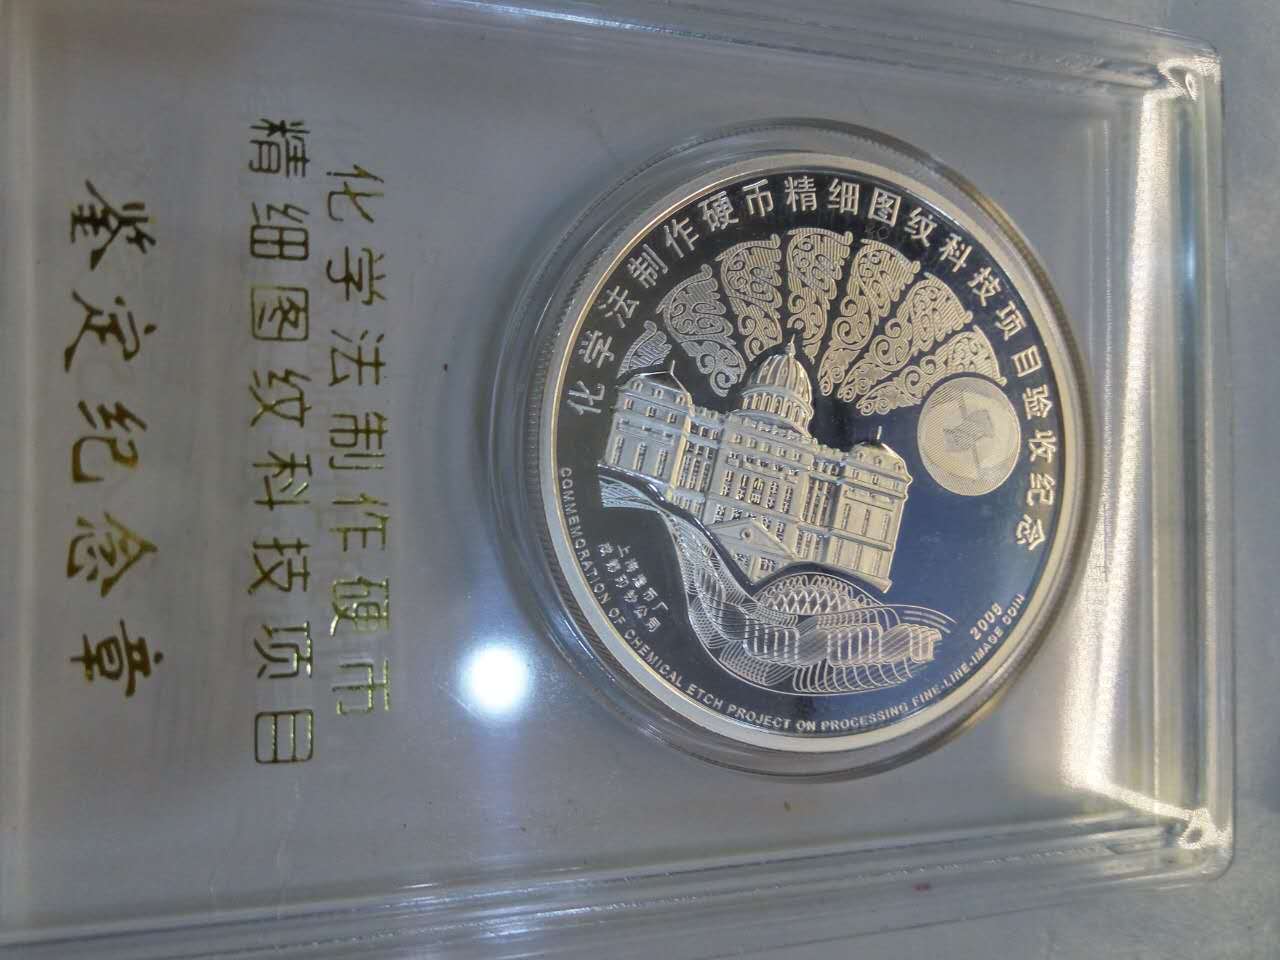 化学法制作硬币精细图纹科技项目验收纪念
2008
上海造币厂
成都印钞公司
COMMEMORATION OF CHEMICAL ETCH PROJECT ON PROCESSING FINE-LINE-IMAGE COIN
化学法制作硬币
精细图纹科技项目
鉴定纪念章